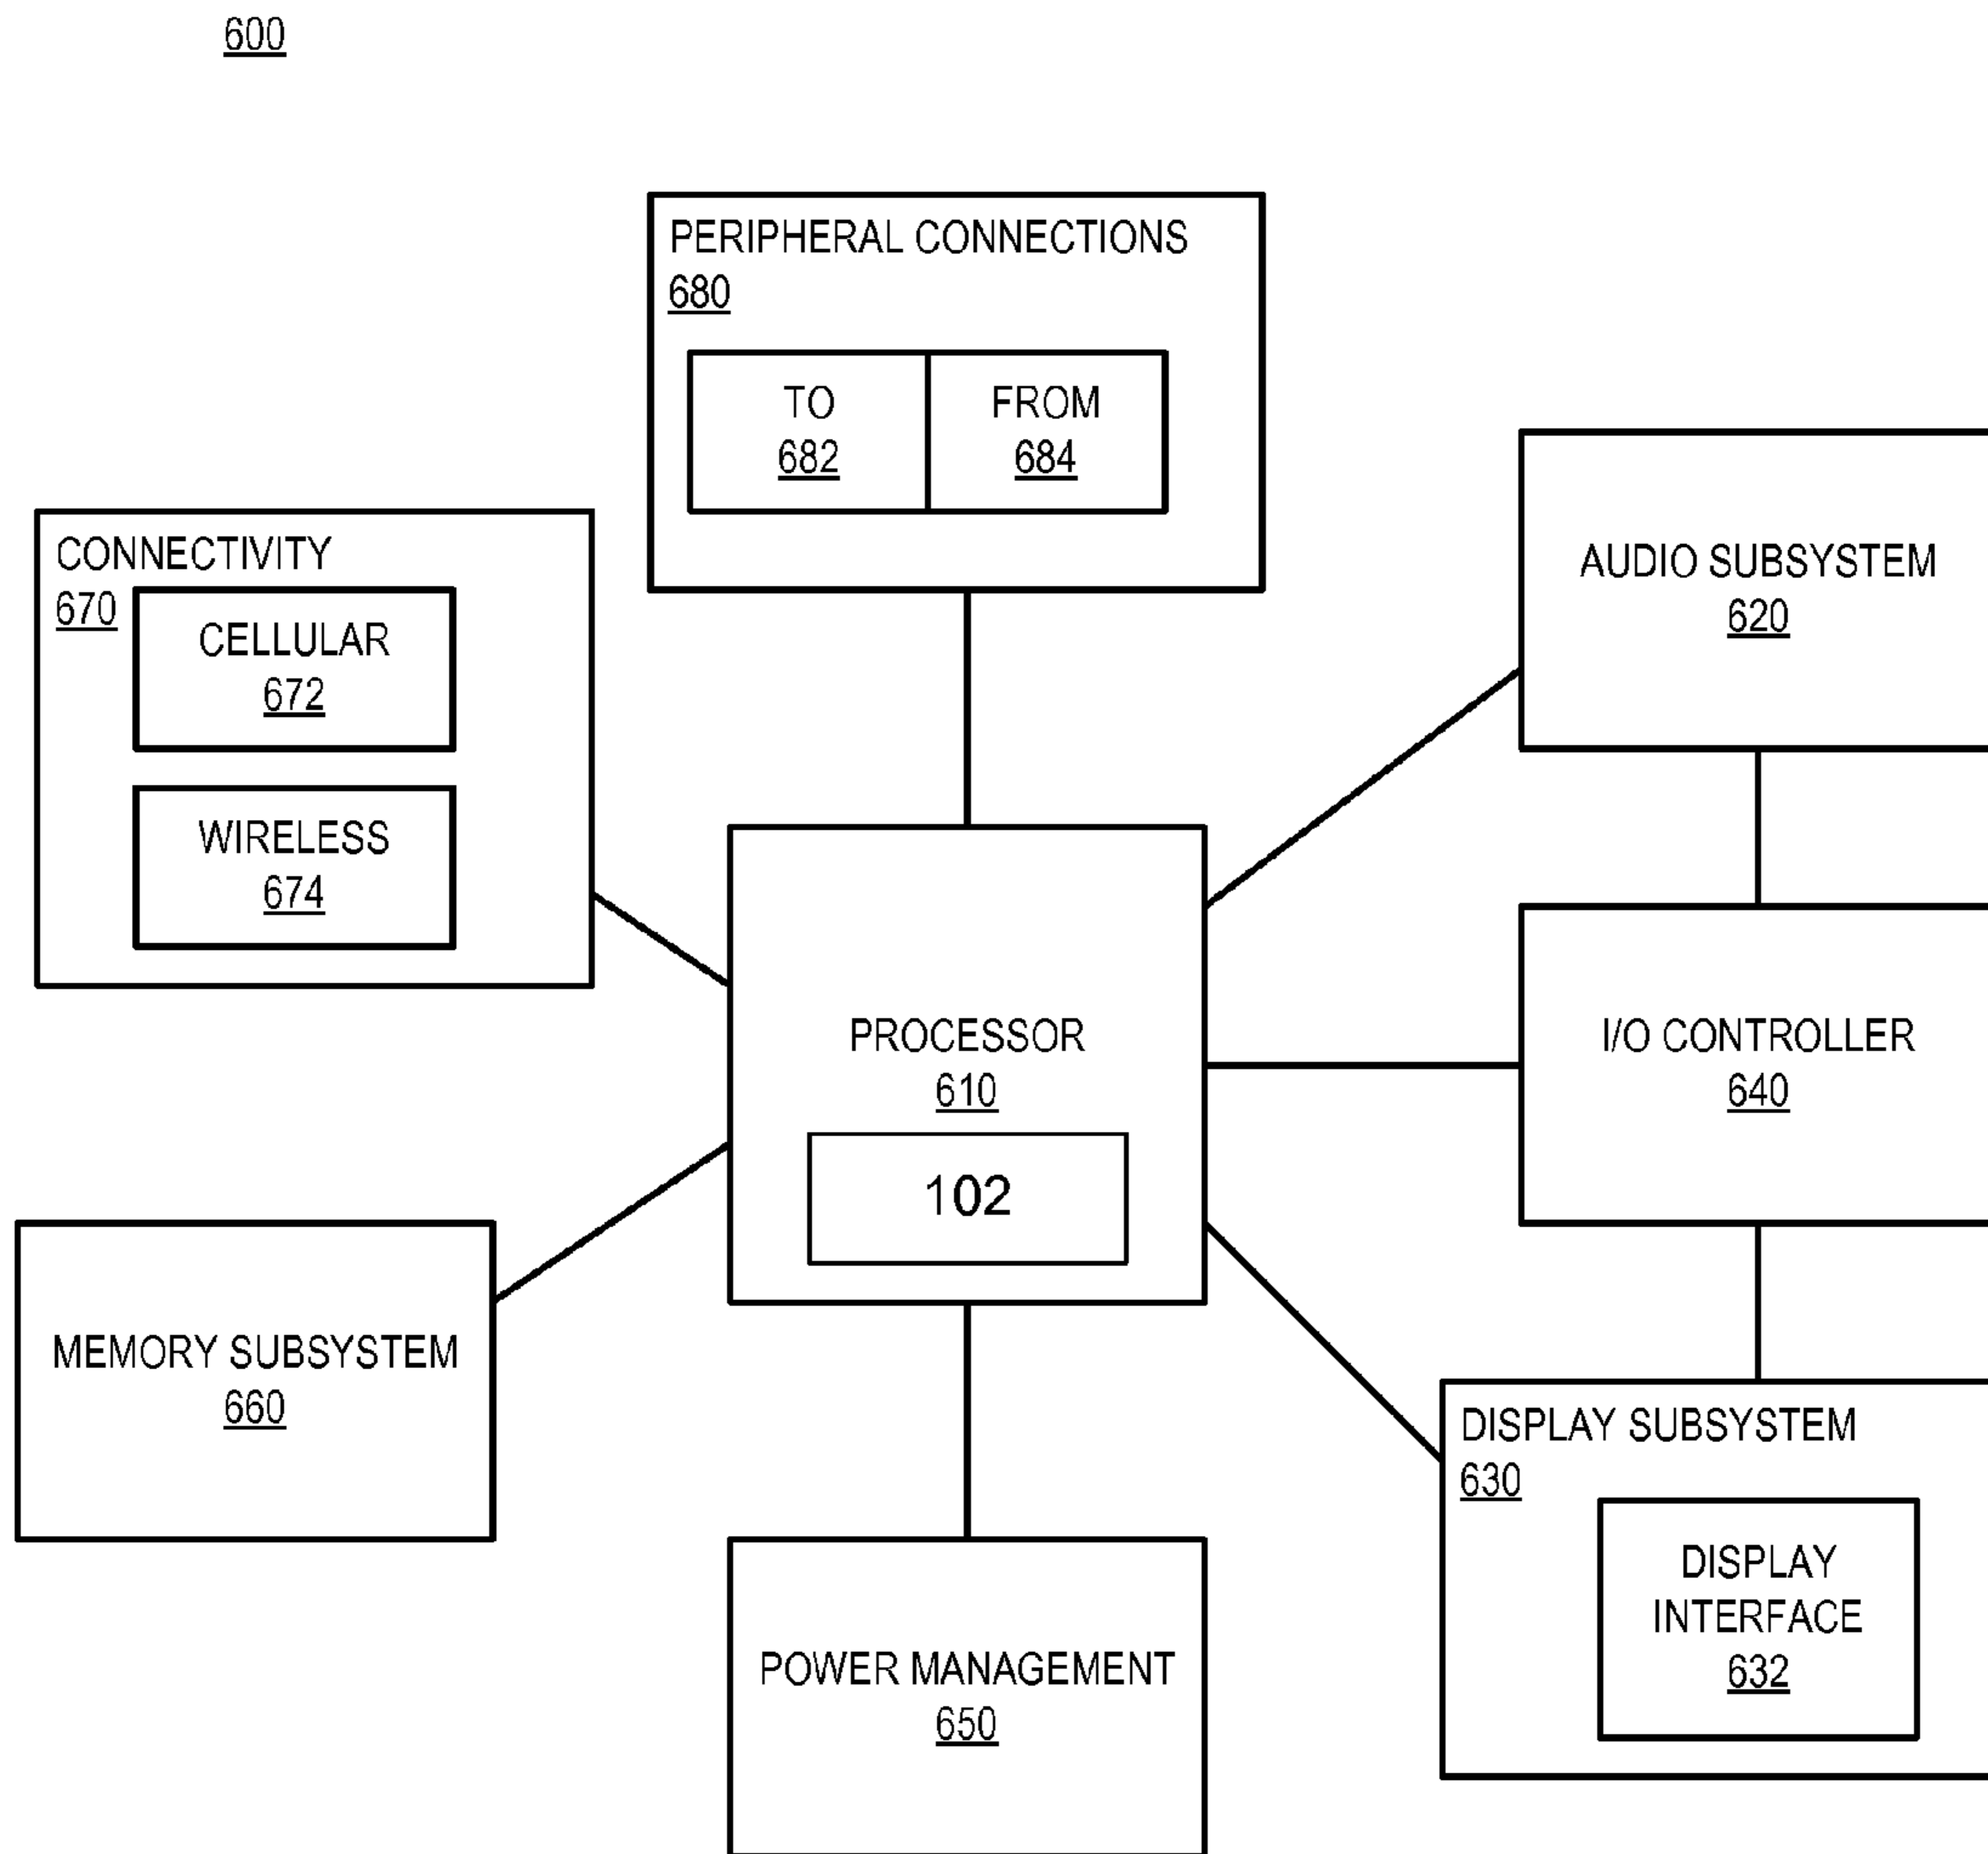 600
PERIPHERAL CONNECTIONS
680
TO
682
FROM
684
CONNECTIVITY
670
CELLULAR
672
WIRELESS
674
AUDIO SUBSYSTEM
620
PROCESSOR
610
102
I/O CONTROLLER
640
MEMORY SUBSYSTEM
660
DISPLAY SUBSYSTEM
630
DISPLAY
INTERFACE
632
POWER MANAGEMENT
650